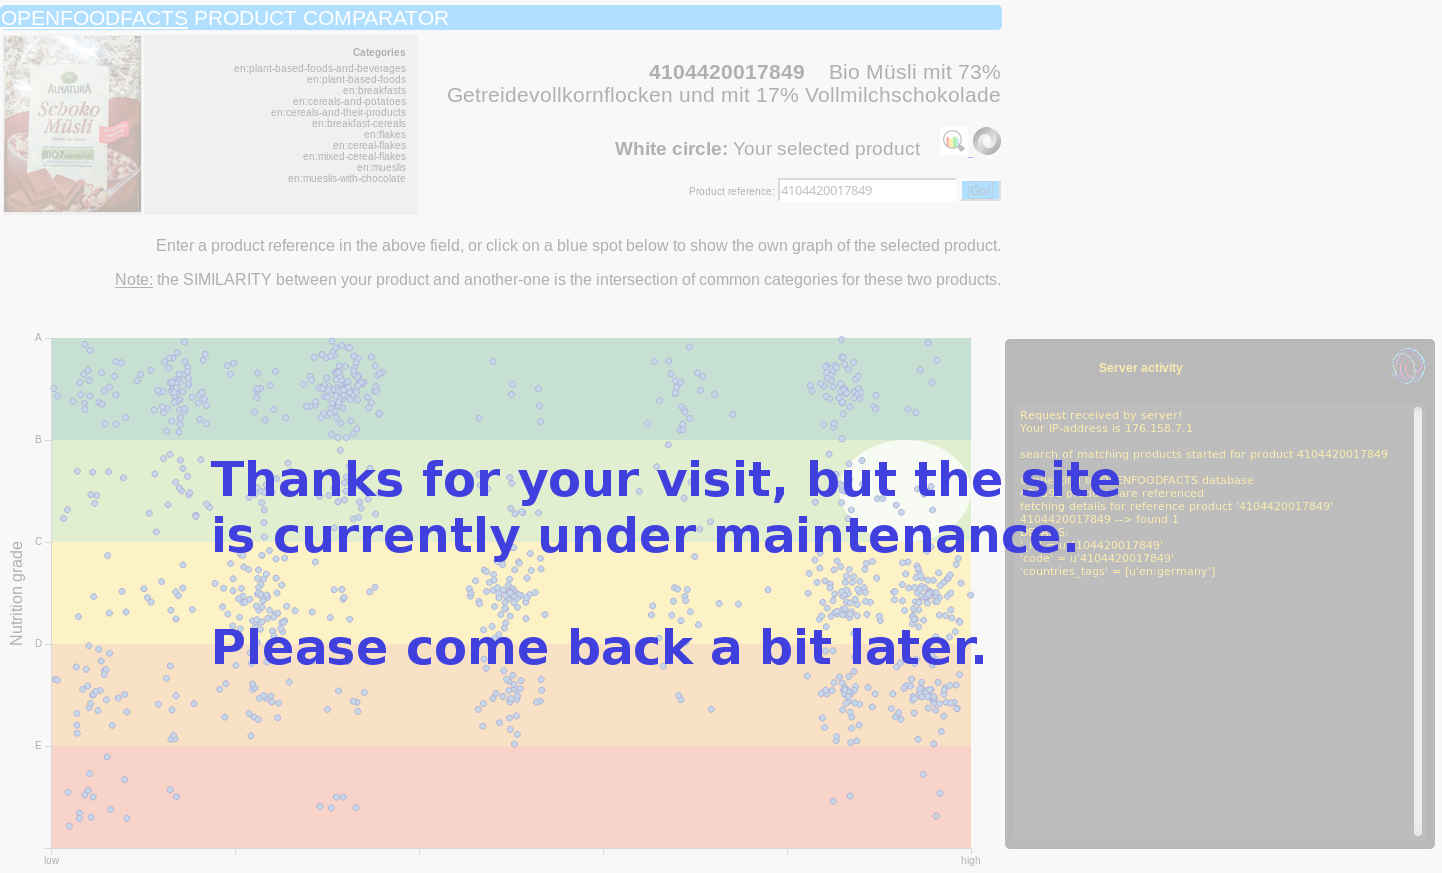 OPENFOODFACTS PRODUCT COMPARATOR
ALNATURA
Schoko
Müsli
Categories
en:plant-based-foods-and-beverages
en:plant-based-foods
en:breakfasts
en:cereals-and-potatoes
en:cereals-and-their-products
en:breakfast-cereals
en:flakes
en:cereal-flakes
en:mixed-cereal-flakes
en:mueslis
en:mueslis-with-chocolate
4104420017849 Bio Müsli mit 73%
Getreidevollkornflocken und mit 17% Vollmilchschokolade
White circle: Your selected product
Product reference: 4104420017849 Go!
Enter a product reference in the above field, or click on a blue spot below to show the own graph of the selected product.
Note: the SIMILARITY between your product and another-one is the intersection of common categories for these two products.
Thanks for your visit, but the site
is currently under maintenance.
Please come back a bit later.
Nutrition grade
A
B
C
D
E
low
high
Server activity
Request received by server!
Your IP-address is 176.158.7.1
search of matching products started for product 4104420017849
OPENFOODFACTS database
are referenced
fetching details for reference product '4104420017849'
4104420017849 --> found 1
4104420017849'
'code' = u'4104420017849'
'countries_tags' = [u'en:germany']